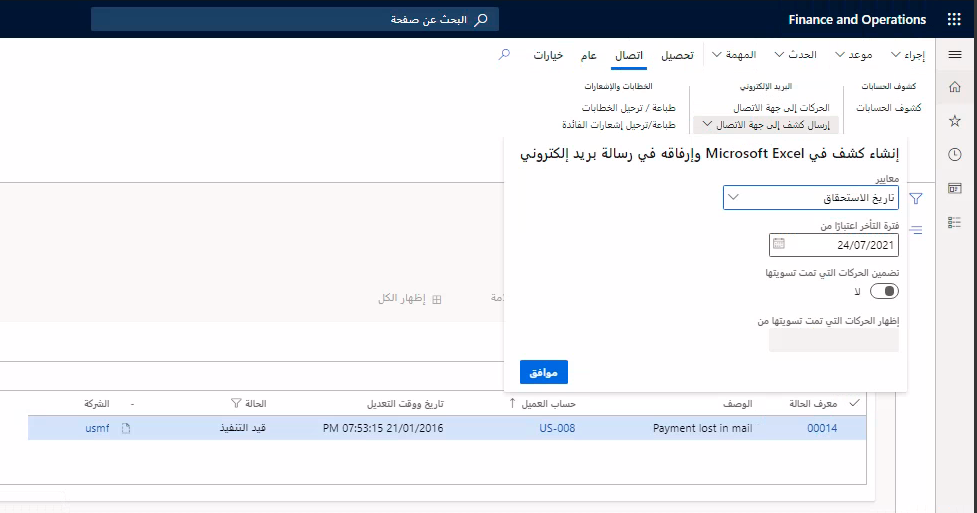 Finance and Operations
البحث عن صفحة
إجراء
موعد
الحدث
المهمة
تحصيل
اتصال
عام
خيارات
كشوف الحسابات
البريد الإلكتروني
الخطابات والإشعارات
كشوف الحسابات
الحركات إلى جهة الاتصال
طباعة / ترحيل الخطابات
إرسال كشف إلى جهة الاتصال
طباعة/ترحيل إشعارات الفائدة
إنشاء كشف في Microsoft Excel وإرفاقه في رسالة بريد إلكتروني
معايير
تاريخ الاستحقاق
فترة التأخر اعتبارًا من
24/07/2021
تضمين الحركات التي تمت تسويتها
لا
إظهار الكل
إظهار الحركات التي تمت تسويتها من
موافق
معرف الحالة
الوصف
حساب العميل
تاريخ ووقت التعديل
الحالة
-
الشركة
00014
Payment lost in mail
US-008
21/01/2016 07:53:15 PM
قيد التنفيذ
usmf